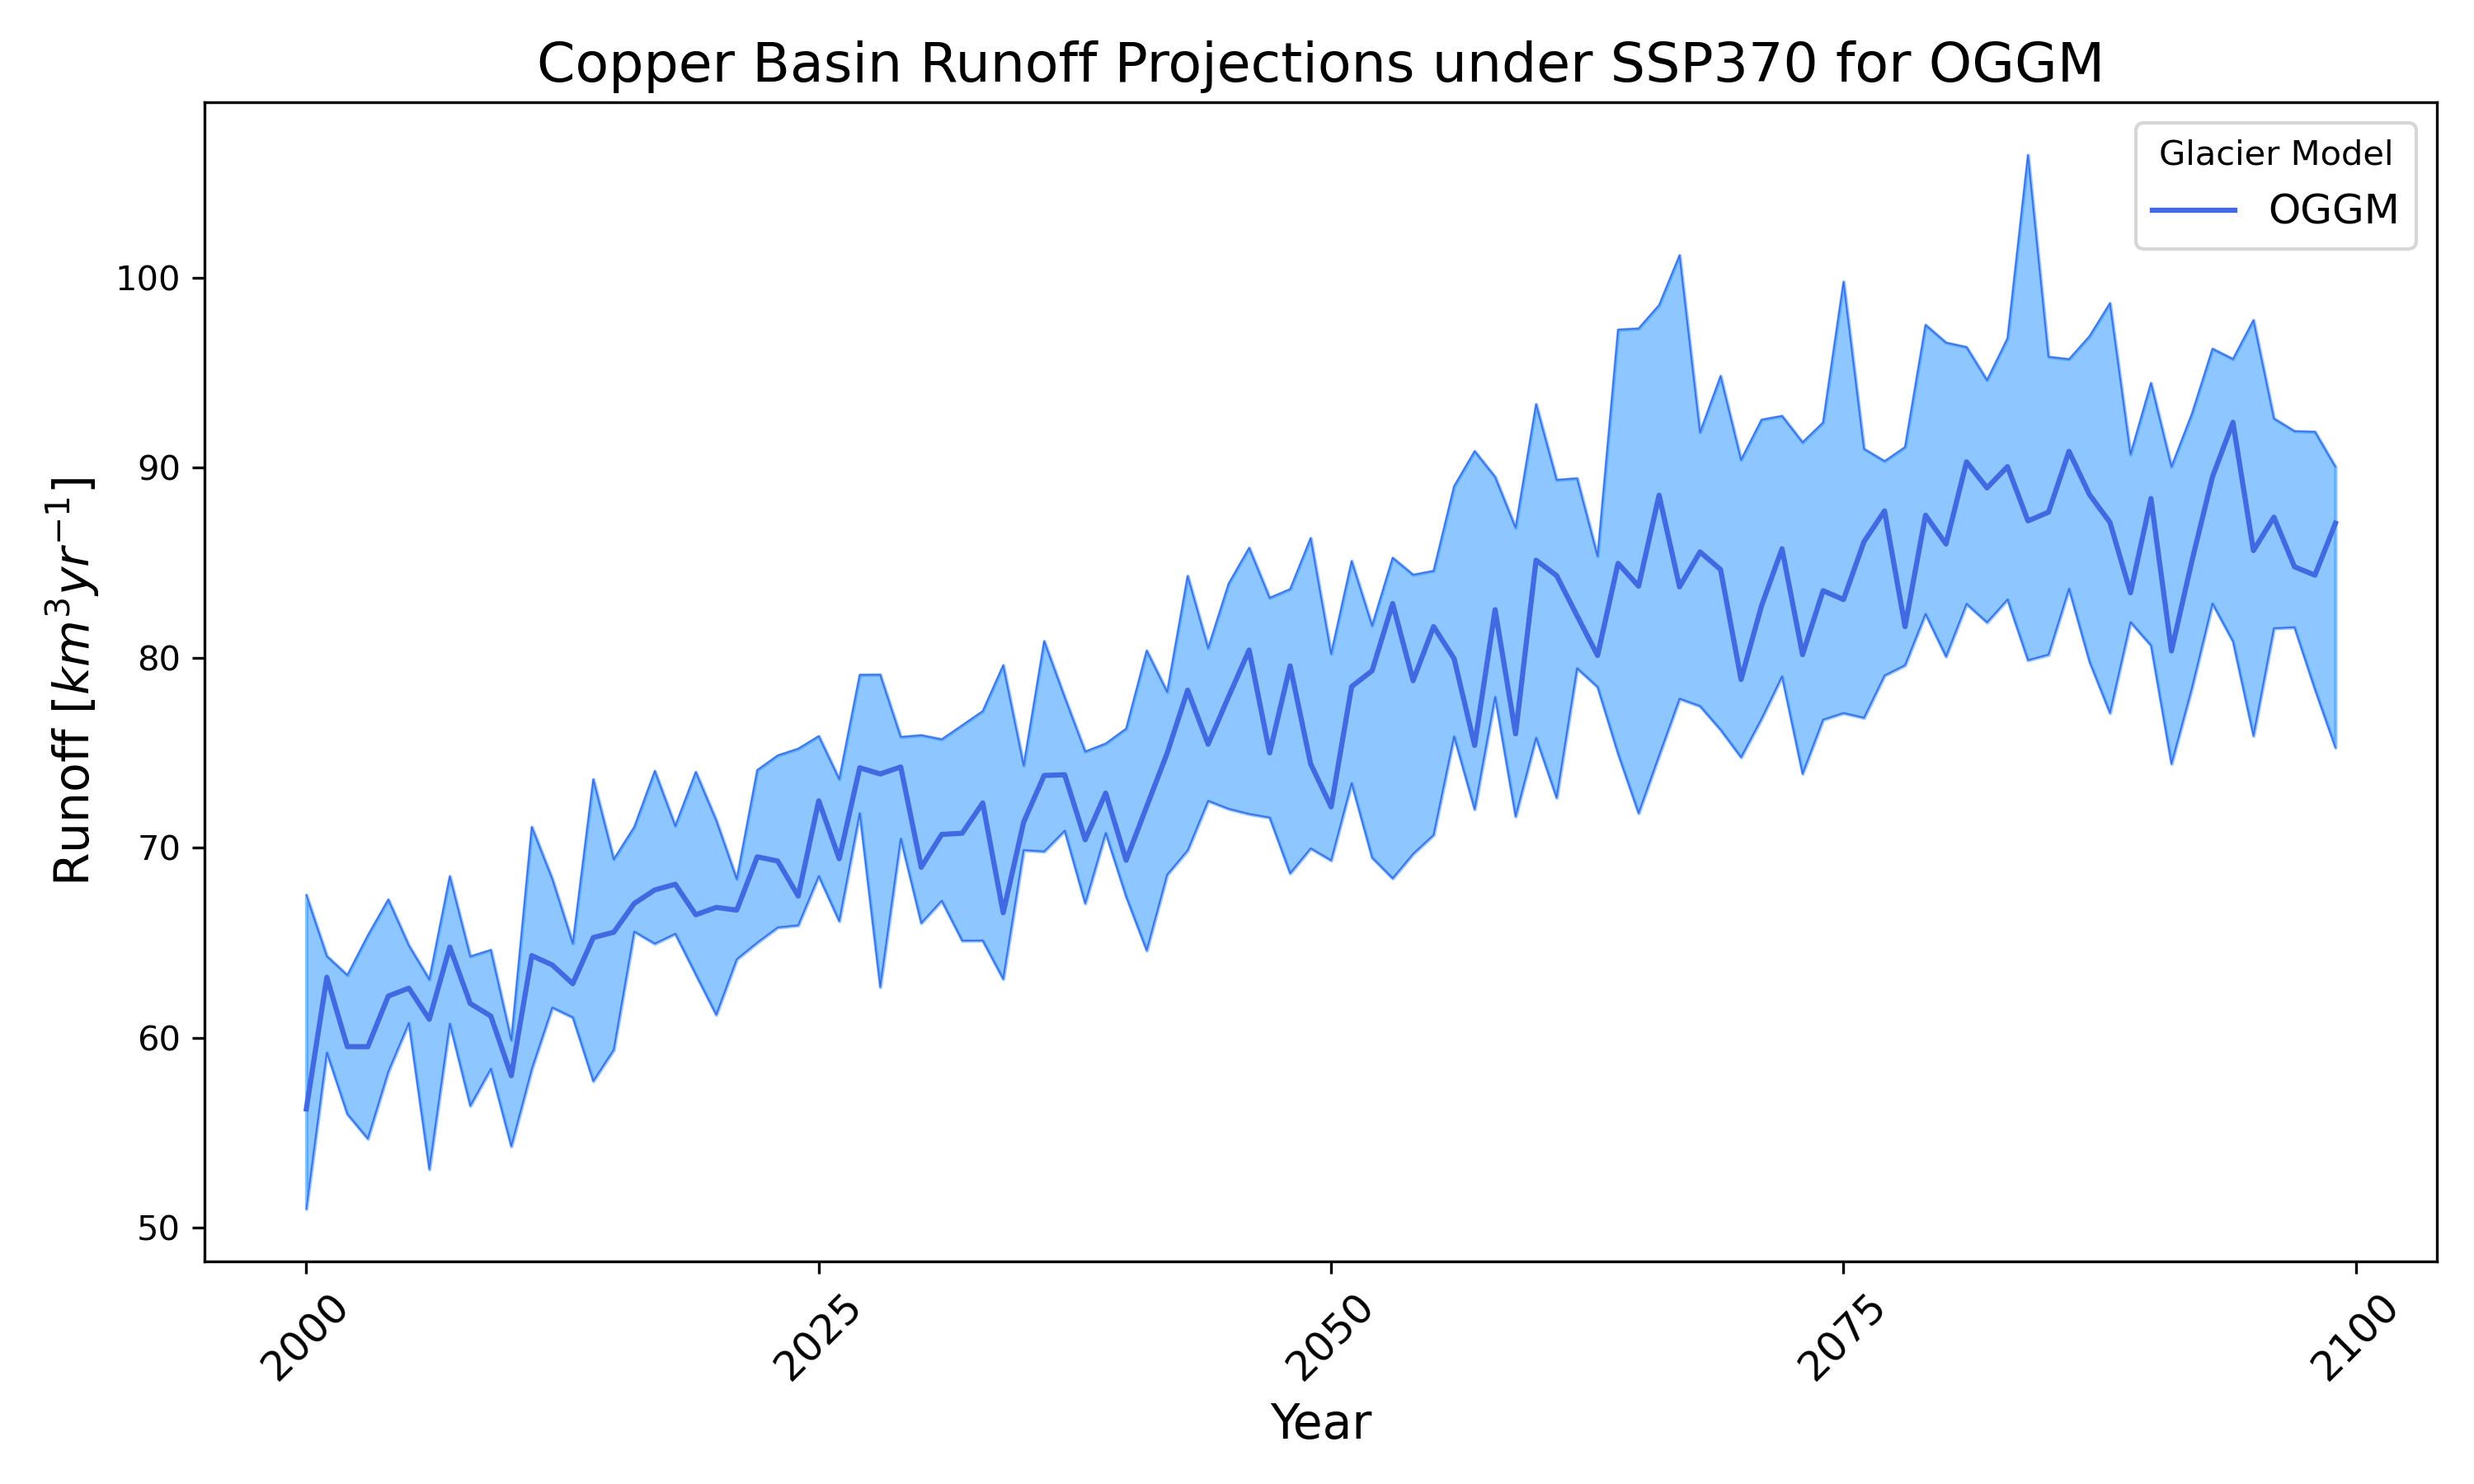 Copper Basin Runoff Projections under SSP370 for OGGM
Glacier Model
OGGM
Runoff [km³yr⁻¹]
100
90
80
70
60
50
2000
2025
2050
2075
2100
Year